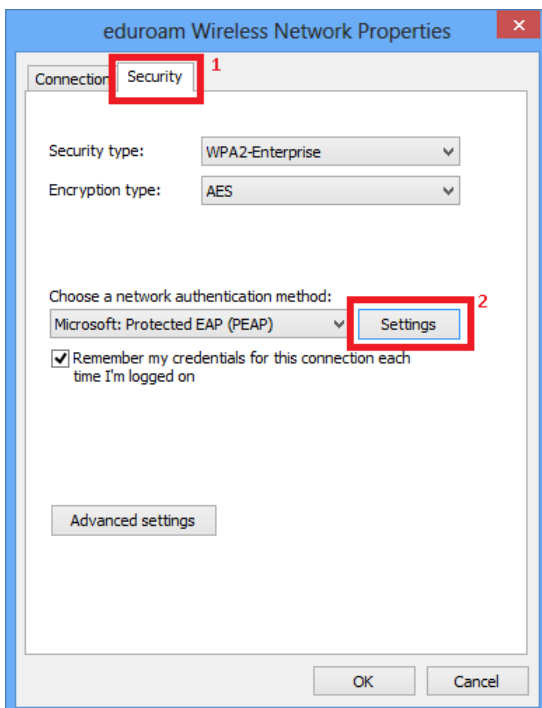 eduroam Wireless Network Properties
Connection Security 1
Security type: WPA2-Enterprise
Encryption type: AES
Choose a network authentication method:
Microsoft: Protected EAP (PEAP) Settings 2
Remember my credentials for this connection each
time I'm logged on
Advanced settings
OK Cancel